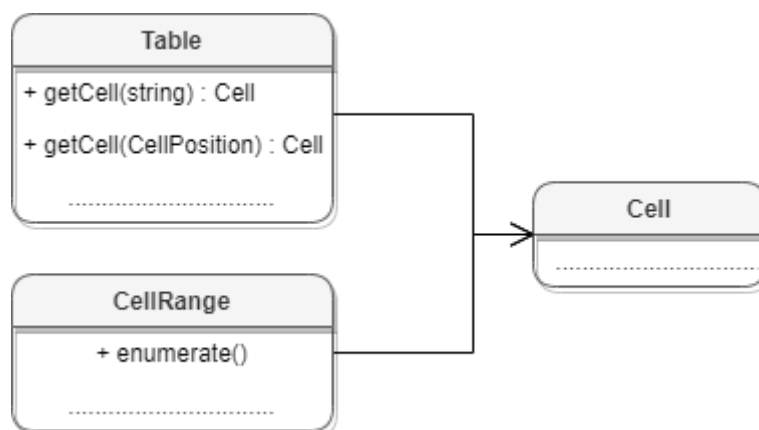 Table
+ getCell(string) : Cell
+ getCell(CellPosition) : Cell
Cell
CellRange
+ enumerate()